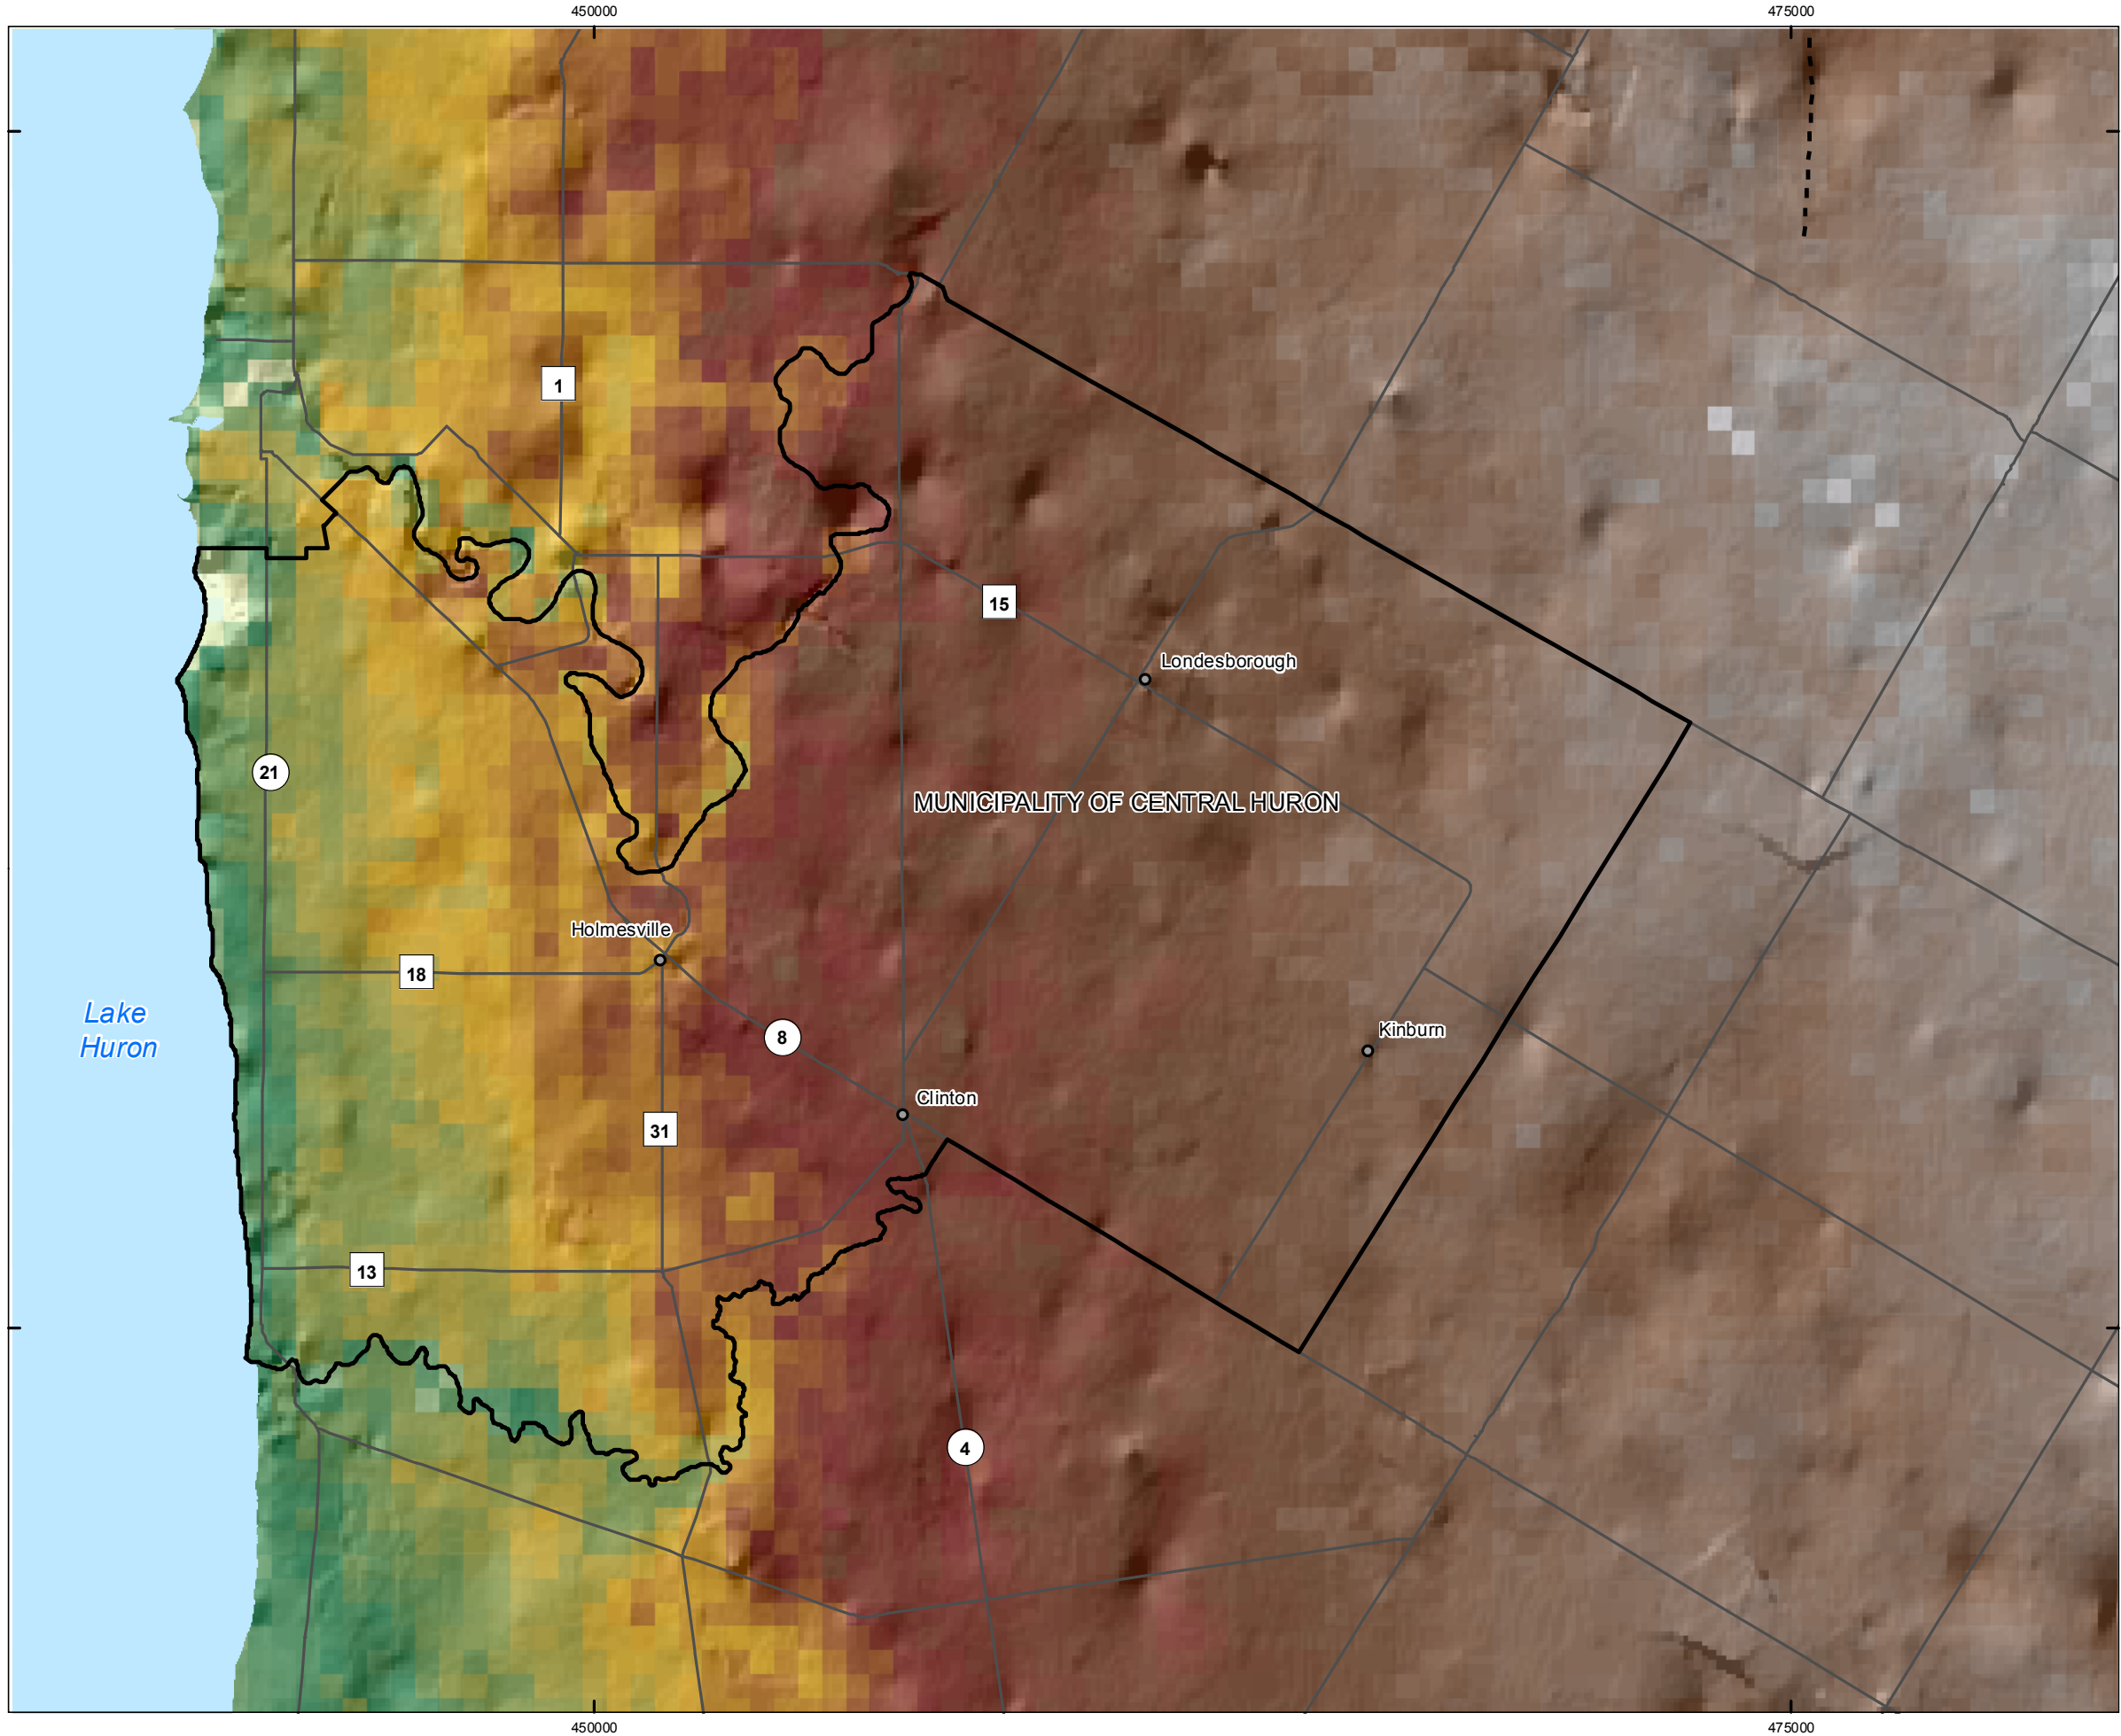 450000
475000
1
15
Londesborough
21
MUNICIPALITY OF CENTRAL HURON
Holmesville
18
Lake
Huron
8
Kinburn
Clinton
31
13
4
450000
475000